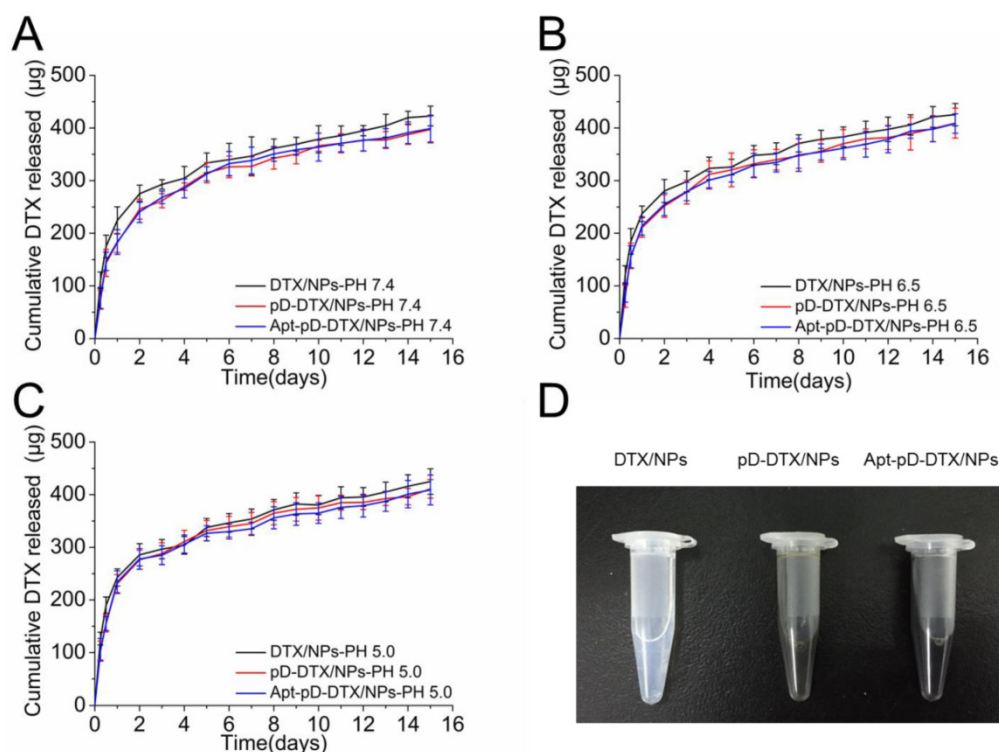 A
Cumulative DTX released (μg)
500
400
300
200
100
0
DTX/NPs-PH 7.4
pD-DTX/NPs-PH 7.4
Apt-pD-DTX/NPs-PH 7.4
0 2 4 6 8 10 12 14 16
Time(days)
B
Cumulative DTX released (μg)
500
400
300
200
100
0
DTX/NPs-PH 6.5
pD-DTX/NPs-PH 6.5
Apt-pD-DTX/NPs-PH 6.5
0 2 4 6 8 10 12 14 16
Time(days)
C
Cumulative DTX released (μg)
500
400
300
200
100
0
DTX/NPs-PH 5.0
pD-DTX/NPs-PH 5.0
Apt-pD-DTX/NPs-PH 5.0
0 2 4 6 8 10 12 14 16
Time(days)
D
DTX/NPs pD-DTX/NPs Apt-pD-DTX/NPs